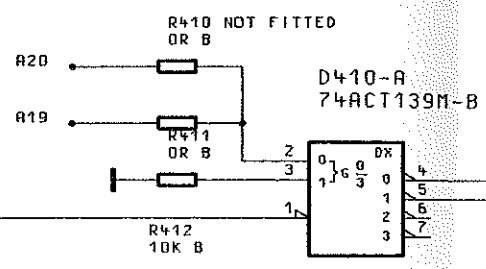 R410 NOT FITTED
0R B
A20
D410-A
74ACT139M-B
A19
R411
0R B
2
0
DX
G 0/3
0
4
3
1
1
5
1
2
6
3
7
R412
10K B